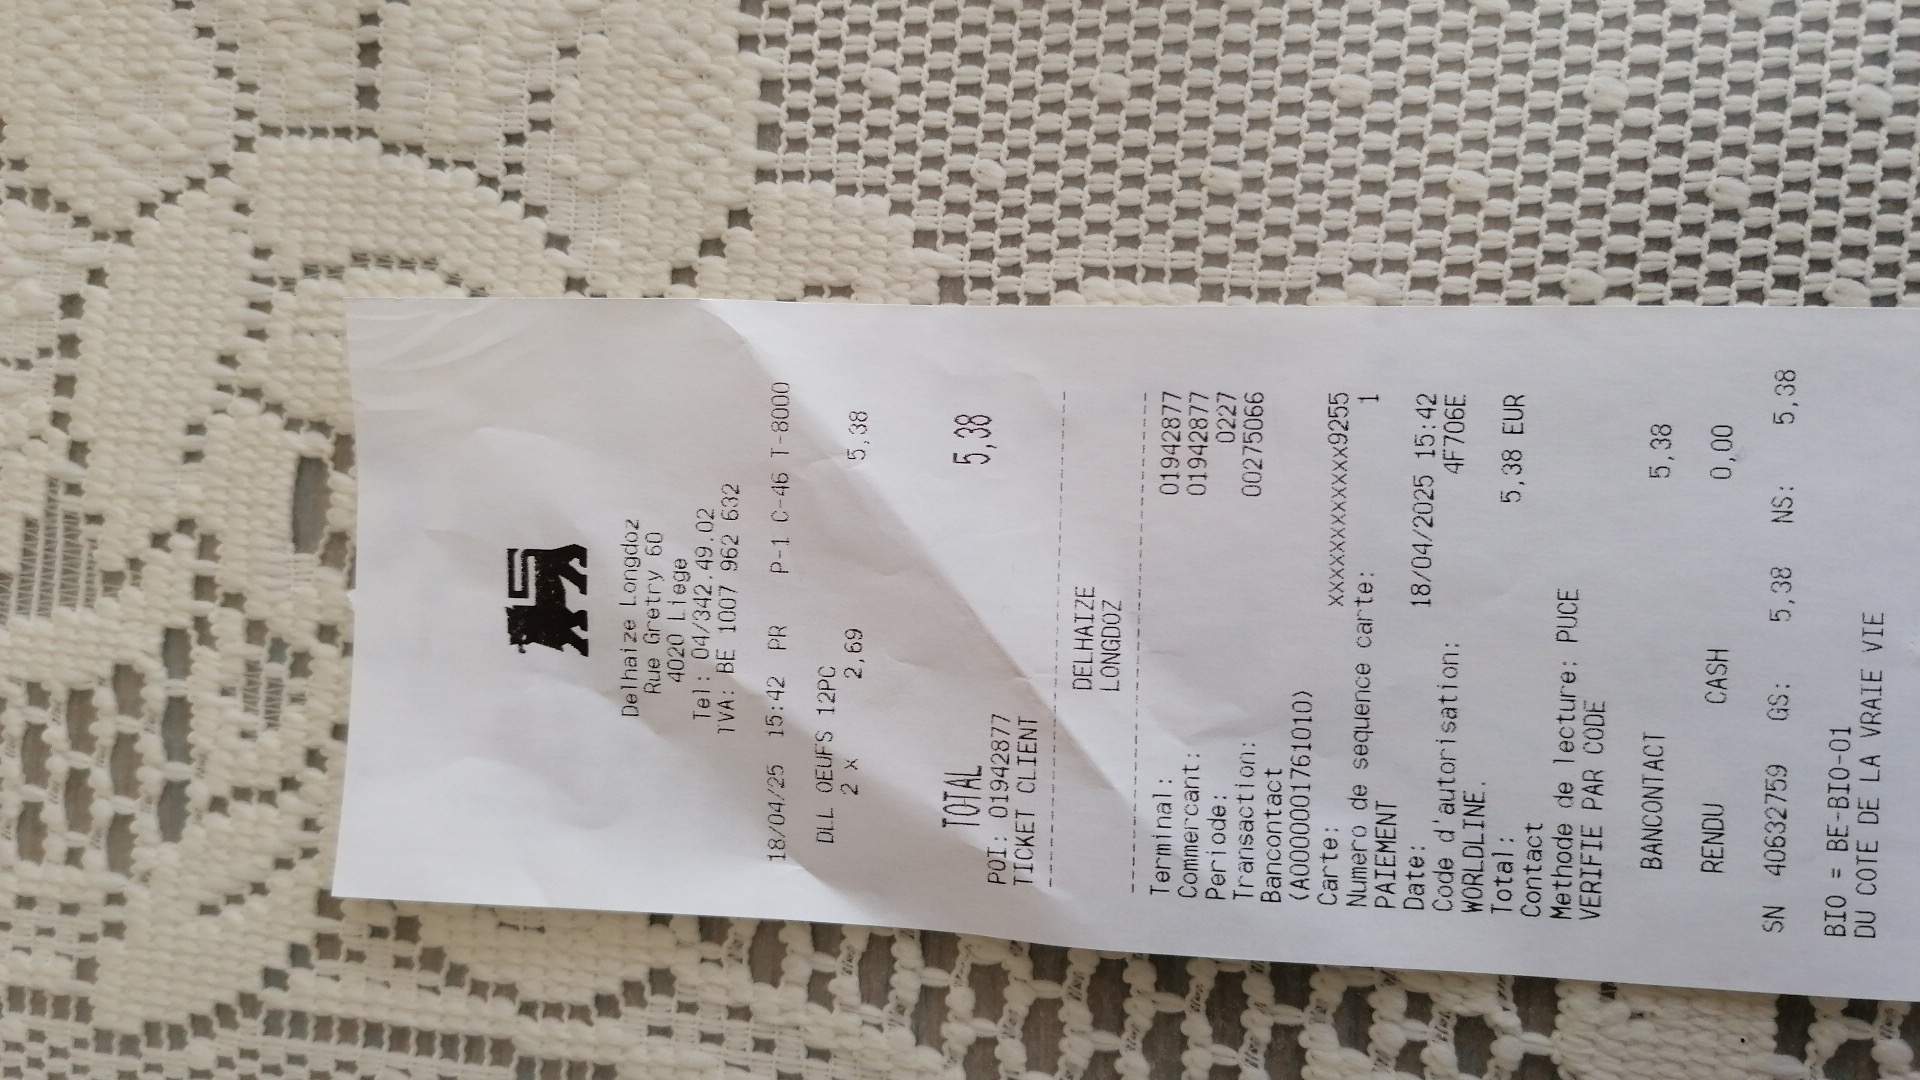 Delhaize Longdoz
Rue Gretry 60
4020 Liege
Tel: 04/342.49.02
TVA: BE 1007 962 632
18/04/25 15:42 PR P-1 C-46 T-8000
DLL OEUFS 12PC
2 x 2,69 5,38
TOTAL 5,38
POI: 01942877
TICKET CLIENT
DELHAIZE
LONGDOZ
Terminal: 01942877
Commercant: 01942877
Periode: 0227
Transaction: 00275066
Bancontact
(A0000001761010)
Carte: xxxxxxxxxxxxx9255
Numero de sequence carte: 1
PAIEMENT
Date: 18/04/2025 15:42
Code d'autorisation: 4F706E
WORLDLINE.
Total: 5,38 EUR
Contact
Methode de lecture: PUCE
VERIFIE PAR CODE
BANCONTACT 5,38
RENDU CASH 0,00
SN 40632759 GS: 5,38 NS: 5,38
BIO = BE-BIO-01
DU COTE DE LA VRAIE VIE